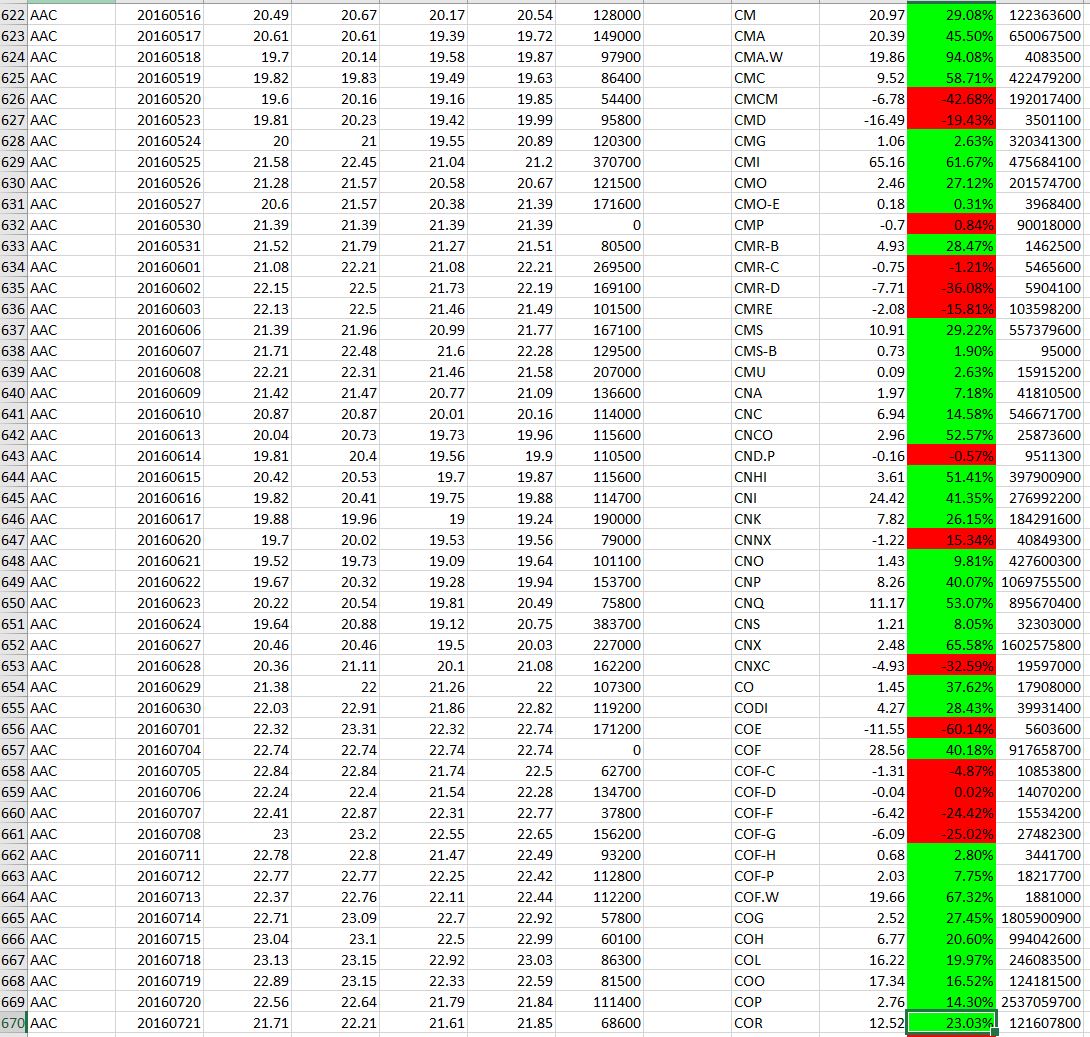 622 AAC 20160516 20.49 20.67 20.17 20.54 128000 CM 20.97 29.08% 122363600
623 AAC 20160517 20.61 20.61 19.39 19.72 149000 CMA 20.39 45.50% 650067500
624 AAC 20160518 19.7 20.14 19.58 19.87 97900 CMA.W 19.86 94.08% 4083500
625 AAC 20160519 19.82 19.83 19.49 19.63 86400 CMC 9.52 58.71% 422479200
626 AAC 20160520 19.6 20.16 19.16 19.85 54400 CMCM -6.78 -42.68% 192017400
627 AAC 20160523 19.81 20.23 19.42 19.99 95800 CMD -16.49 -19.43% 3501100
628 AAC 20160524 20 21 19.55 20.89 120300 CMG 1.06 2.63% 320341300
629 AAC 20160525 21.58 22.45 21.04 21.2 370700 CMI 65.16 61.67% 475684100
630 AAC 20160526 21.28 21.57 20.58 20.67 121500 CMO 2.46 27.12% 201574700
631 AAC 20160527 20.6 21.57 20.38 21.39 171600 CMO-E 0.18 0.31% 3968400
632 AAC 20160530 21.39 21.39 21.39 21.39 0 CMP -0.7 0.84% 90018000
633 AAC 20160531 21.52 21.79 21.27 21.51 80500 CMR-B 4.93 28.47% 1462500
634 AAC 20160601 21.08 22.21 21.08 22.21 269500 CMR-C -0.75 -1.21% 5465600
635 AAC 20160602 22.15 22.5 21.73 22.19 169100 CMR-D -7.71 -36.08% 5904100
636 AAC 20160603 22.13 22.5 21.46 21.49 101500 CMRE -2.08 -15.81% 103598200
637 AAC 20160606 21.39 21.96 20.99 21.77 167100 CMS 10.91 29.22% 557379600
638 AAC 20160607 21.71 22.48 21.6 22.28 129500 CMS-B 0.73 1.90% 95000
639 AAC 20160608 22.21 22.31 21.46 21.58 207000 CMU 0.09 2.63% 15915200
640 AAC 20160609 21.42 21.47 20.77 21.09 136600 CNA 1.97 7.18% 41810500
641 AAC 20160610 20.87 20.87 20.01 20.16 114000 CNC 6.94 14.58% 546671700
642 AAC 20160613 20.04 20.73 19.73 19.96 115600 CNCO 2.96 52.57% 25873600
643 AAC 20160614 19.81 20.4 19.56 19.9 110500 CND.P -0.16 -0.57% 9511300
644 AAC 20160615 20.42 20.53 19.7 19.87 115600 CNHI 3.61 51.41% 397900900
645 AAC 20160616 19.82 20.41 19.75 19.88 114700 CNI 24.42 41.35% 276992200
646 AAC 20160617 19.88 19.96 19 19.24 190000 CNK 7.82 26.15% 184291600
647 AAC 20160620 19.7 20.02 19.53 19.56 79000 CNNX -1.22 15.34% 40849300
648 AAC 20160621 19.52 19.73 19.09 19.64 101100 CNO 1.43 9.81% 427600300
649 AAC 20160622 19.67 20.32 19.28 19.94 153700 CNP 8.26 40.07% 1069755500
650 AAC 20160623 20.22 20.54 19.81 20.49 75800 CNQ 11.17 53.07% 895670400
651 AAC 20160624 19.64 20.88 19.12 20.75 383700 CNS 1.21 8.05% 32303000
652 AAC 20160627 20.46 20.46 19.5 20.03 227000 CNX 2.48 65.58% 1602575800
653 AAC 20160628 20.36 21.11 20.1 21.08 162200 CNXC -4.93 -32.59% 19597000
654 AAC 20160629 21.38 22 21.26 22 107300 CO 1.45 37.62% 17908000
655 AAC 20160630 22.03 22.91 21.86 22.82 119200 CODI 4.27 28.43% 39931400
656 AAC 20160701 22.32 23.31 22.32 22.74 171200 COE -11.55 -60.14% 5603600
657 AAC 20160704 22.74 22.74 22.74 22.74 0 COF 28.56 40.18% 917658700
658 AAC 20160705 22.84 22.84 21.74 22.5 62700 COF-C -1.31 -4.87% 10853800
659 AAC 20160706 22.24 22.4 21.54 22.28 134700 COF-D -0.04 0.02% 14070200
660 AAC 20160707 22.41 22.87 22.31 22.77 37800 COF-F -6.42 -24.42% 15534200
661 AAC 20160708 23 23.2 22.55 22.65 156200 COF-G -6.09 -25.02% 27482300
662 AAC 20160711 22.78 22.8 21.47 22.49 93200 COF-H 0.68 2.80% 3441700
663 AAC 20160712 22.77 22.77 22.25 22.42 112800 COF-P 2.03 7.75% 18217700
664 AAC 20160713 22.37 22.76 22.11 22.44 112200 COF.W 19.66 67.32% 1881000
665 AAC 20160714 22.71 23.09 22.7 22.92 57800 COG 2.52 27.45% 1805900900
666 AAC 20160715 23.04 23.1 22.5 22.99 60100 COH 6.77 20.60% 994042600
667 AAC 20160718 23.13 23.15 22.92 23.03 86300 COL 16.22 19.97% 246083500
668 AAC 20160719 22.89 23.15 22.33 22.59 81500 COO 17.34 16.52% 124181500
669 AAC 20160720 22.56 22.64 21.79 21.84 111400 COP 2.76 14.30% 2537059700
670 AAC 20160721 21.71 22.21 21.61 21.85 68600 COR 12.52 23.03% 121607800